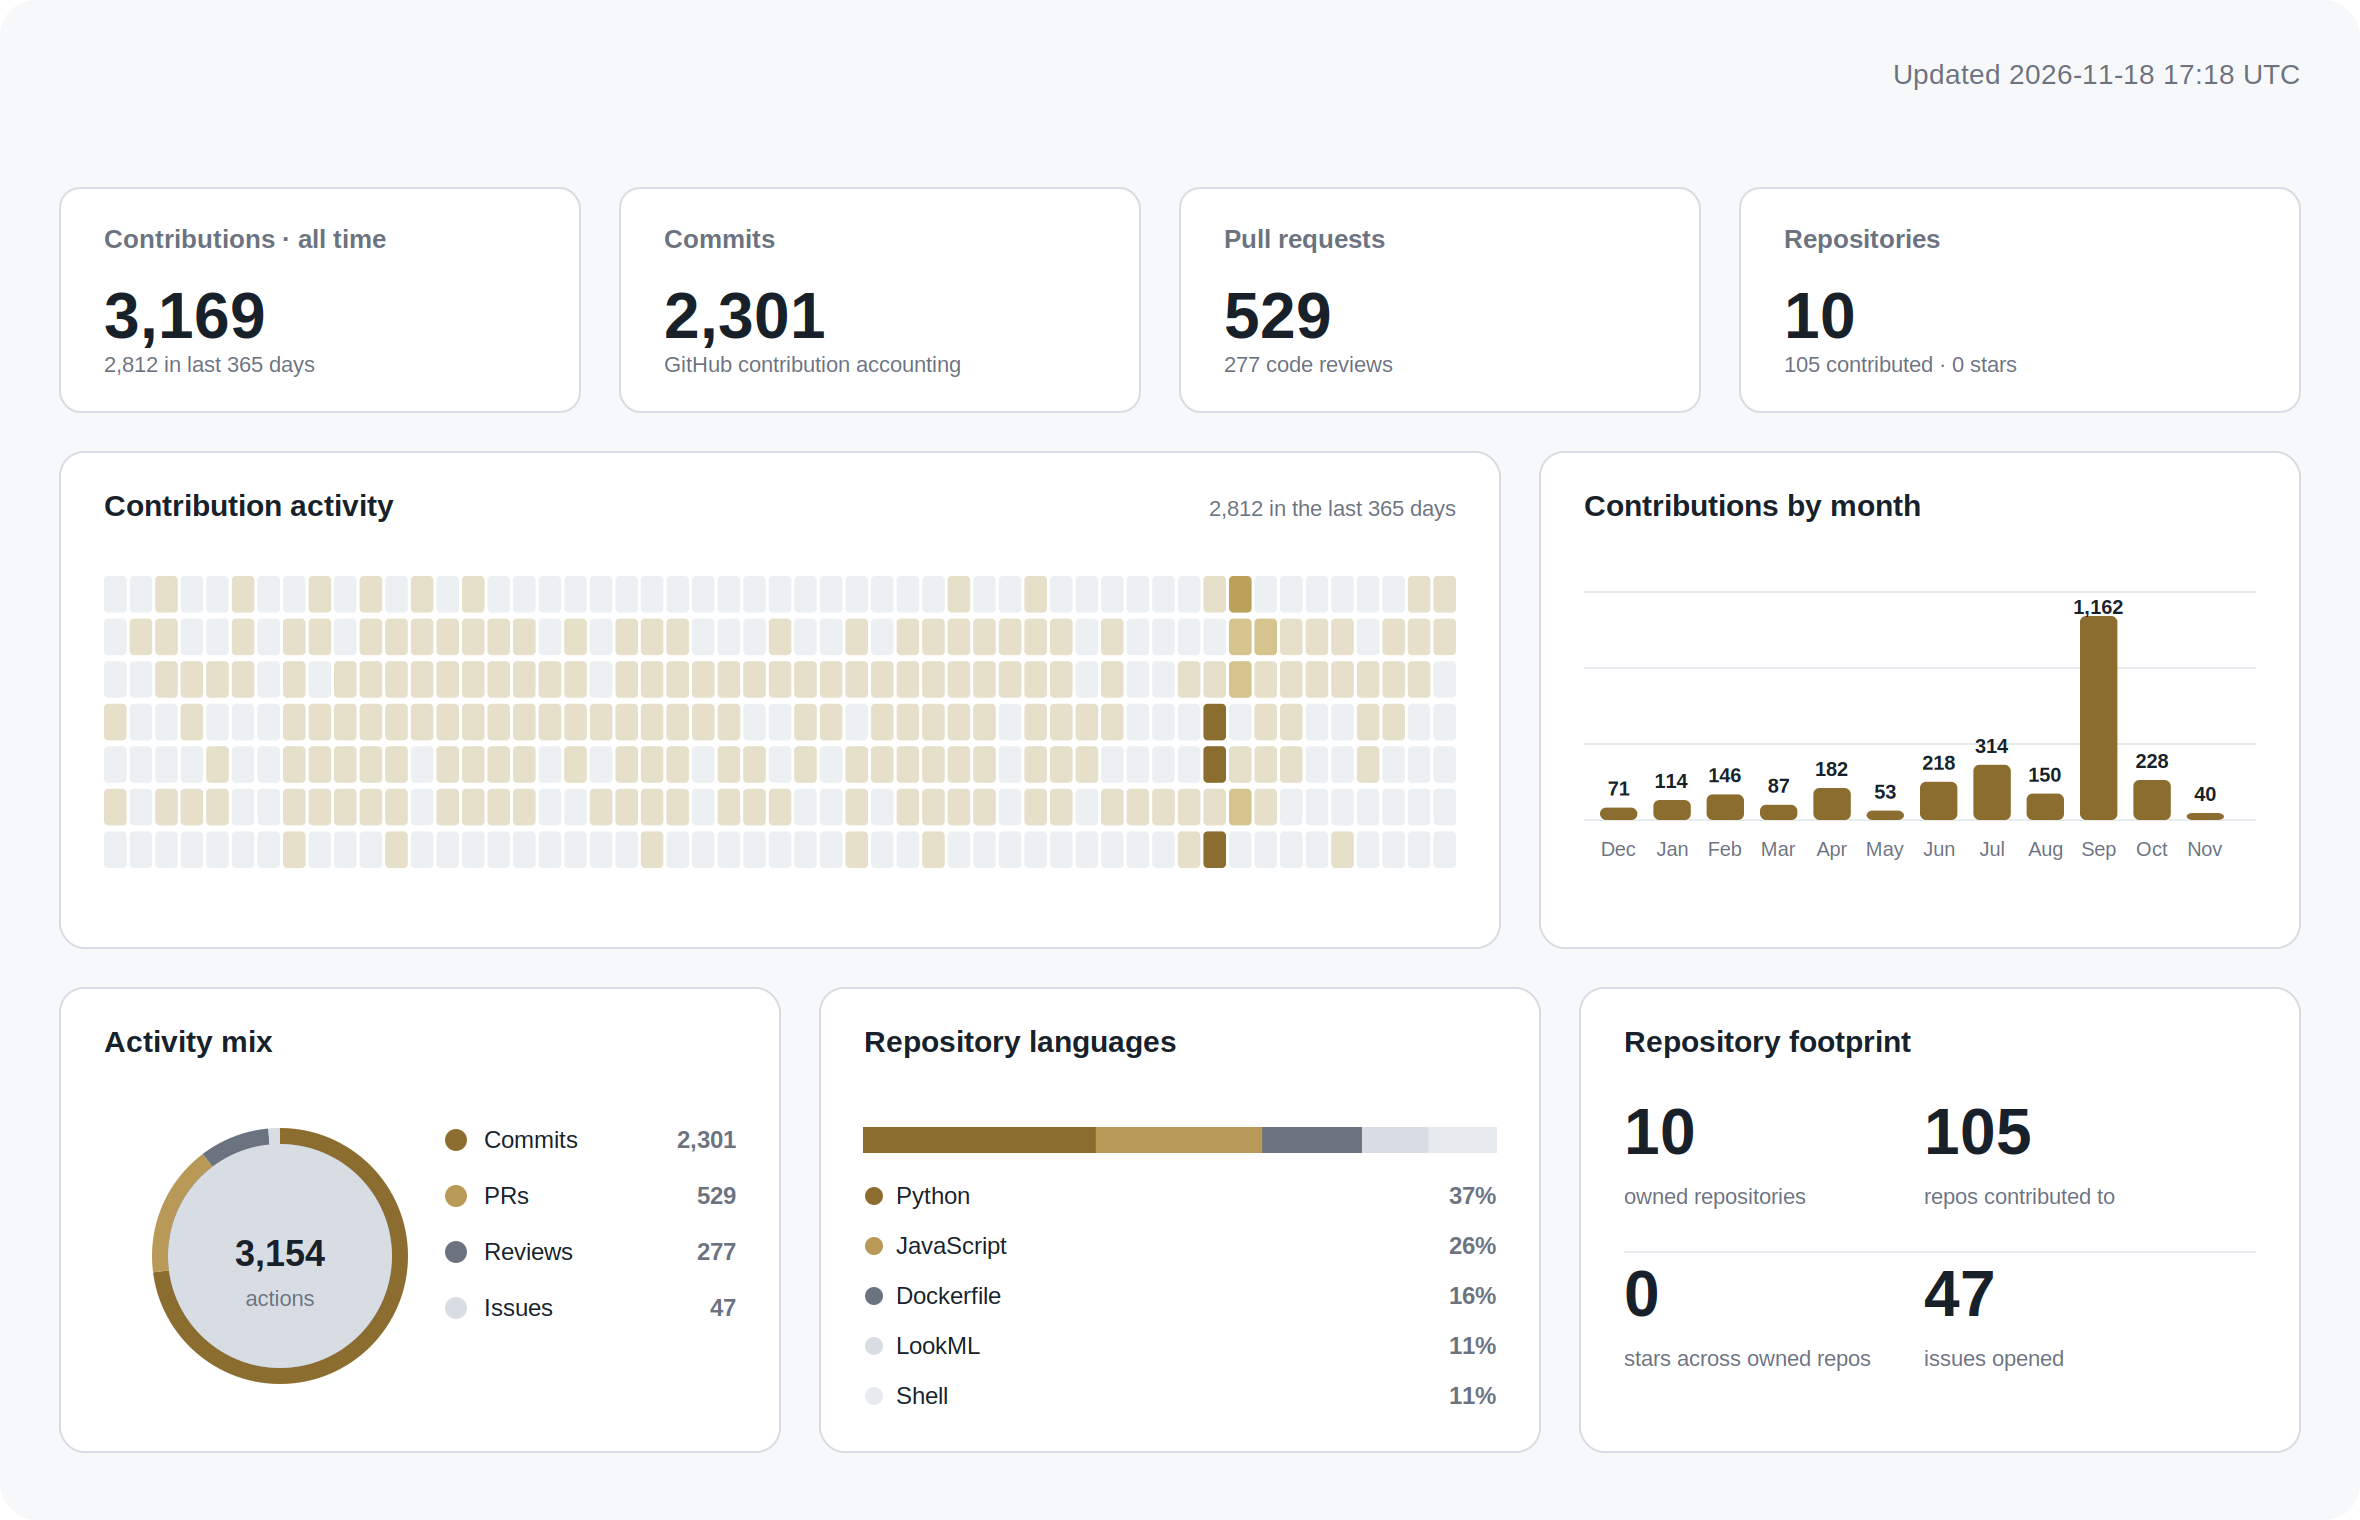 Updated 2026-11-18 17:18 UTC
Contributions · all time
3,169
2,812 in last 365 days
Commits
2,301
GitHub contribution accounting
Pull requests
529
277 code reviews
Repositories
10
105 contributed · 0 stars
Contribution activity
2,812 in the last 365 days
Contributions by month
71 114 146 87 182 53 218 314 150 1,162 228 40
Dec Jan Feb Mar Apr May Jun Jul Aug Sep Oct Nov
Activity mix
3,154
actions
Commits 2,301
PRs 529
Reviews 277
Issues 47
Repository languages
Python 37%
JavaScript 26%
Dockerfile 16%
LookML 11%
Shell 11%
Repository footprint
10
owned repositories
105
repos contributed to
0
stars across owned repos
47
issues opened